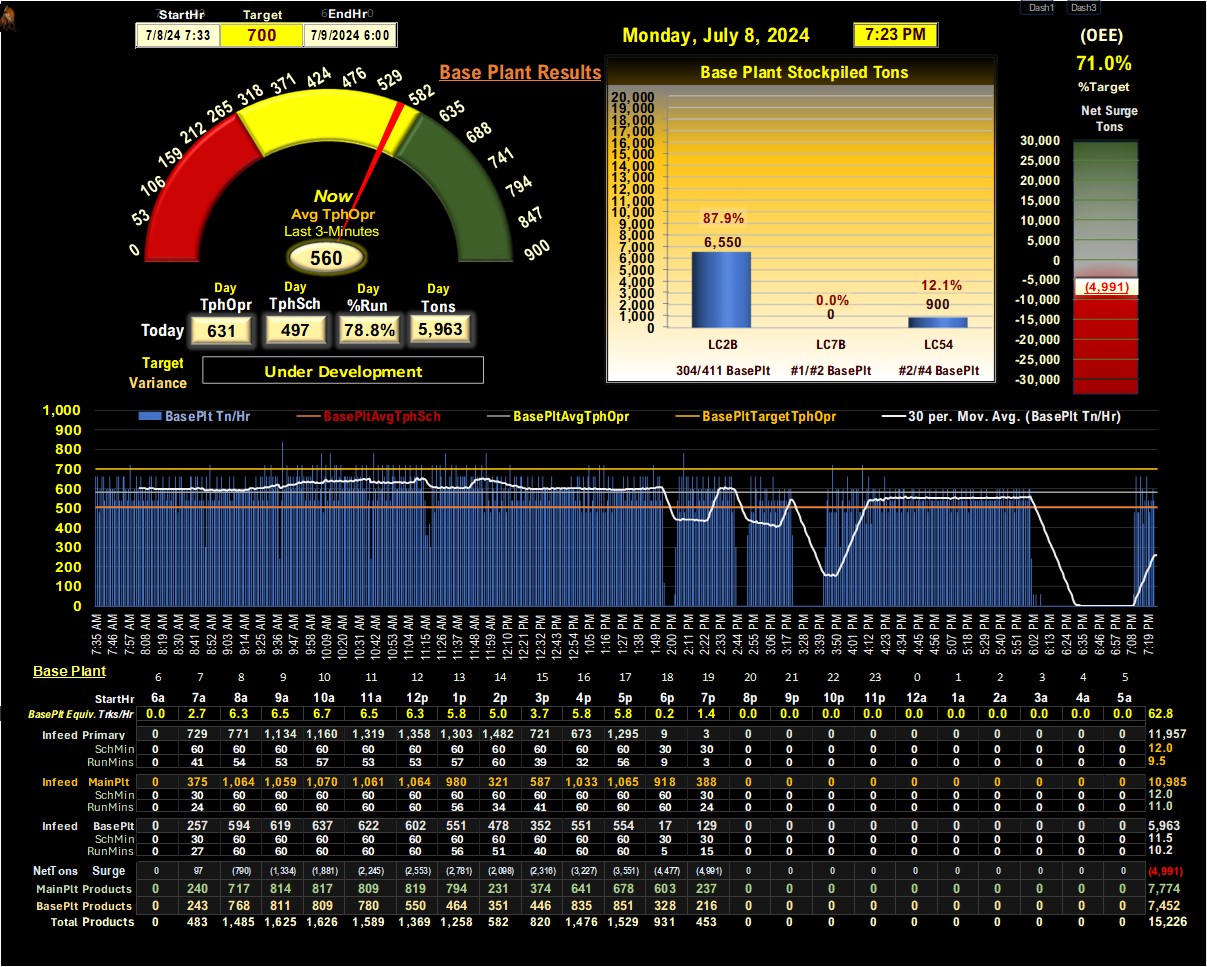 Dash1 Dash3
StartHr Target EndHr
7/8/24 7:33 700 7/9/2024 6:00
Monday, July 8, 2024 7:23 PM
(OEE)
71.0%
%Target
Net Surge
Tons
Base Plant Results
0 53 106 159 212 265 318 371 424 476 529 582 635 688 741 794 847 900
Now
Avg TphOpr
Last 3-Minutes
560
Day Day Day Day
TphOpr TphSch %Run Tons
Today 631 497 78.8% 5,963
Target
Variance
Under Development
Base Plant Stockpiled Tons
20,000
19,000
18,000
17,000
16,000
15,000
14,000
13,000
12,000
11,000
10,000
9,000
8,000
7,000
6,000
5,000
4,000
3,000
2,000
1,000
0
87.9% 0.0% 12.1%
6,550 0 900
LC2B LC7B LC54
304/411 BasePlt #1/#2 BasePlt #2/#4 BasePlt
30,000
25,000
20,000
15,000
10,000
5,000
0
-5,000
(4,991)
-10,000
-15,000
-20,000
-25,000
-30,000
BasePlt Tn/Hr BasePltAvgTphSch BasePltAvgTphOpr BasePltTargetTphOpr 30 per. Mov. Avg. (BasePlt Tn/Hr)
1,000
900
800
700
600
500
400
300
200
100
0
7:35 AM 7:46 AM 7:57 AM 8:08 AM 8:19 AM 8:30 AM 8:41 AM 8:52 AM 9:03 AM 9:14 AM 9:25 AM 9:36 AM 9:47 AM 9:58 AM 10:09 AM 10:20 AM 10:31 AM 10:42 AM 10:53 AM 11:04 AM 11:15 AM 11:26 AM 11:37 AM 11:48 AM 11:59 AM 12:10 PM 12:21 PM 12:32 PM 12:43 PM 12:54 PM 1:05 PM 1:16 PM 1:27 PM 1:38 PM 1:49 PM 2:00 PM 2:11 PM 2:22 PM 2:33 PM 2:44 PM 2:55 PM 3:06 PM 3:17 PM 3:28 PM 3:39 PM 3:50 PM 4:01 PM 4:12 PM 4:23 PM 4:34 PM 4:45 PM 4:56 PM 5:07 PM 5:18 PM 5:29 PM 5:40 PM 5:51 PM 6:02 PM 6:13 PM 6:24 PM 6:35 PM 6:46 PM 6:57 PM 7:08 PM 7:19 PM
Base Plant
6 7 8 9 10 11 12 13 14 15 16 17 18 19 20 21 22 23 0 1 2 3 4 5
StartHr 6a 7a 8a 9a 10a 11a 12p 1p 2p 3p 4p 5p 6p 7p 8p 9p 10p 11p 12a 1a 2a 3a 4a 5a
BasePlt Equiv. Trks/Hr 0.0 2.7 6.3 6.5 6.7 6.5 6.3 5.8 5.0 3.7 5.8 5.8 0.2 1.4 0.0 0.0 0.0 0.0 0.0 0.0 0.0 0.0 0.0 0.0 62.8
Infeed Primary 0 729 771 1,134 1,160 1,319 1,358 1,303 1,482 721 673 1,295 9 3 0 0 0 0 0 0 0 0 0 0 11,957
SchMin 0 60 60 60 60 60 60 60 60 60 60 60 30 30 0 0 0 0 0 0 0 0 0 0 12.0
RunMins 0 41 54 53 57 53 53 57 60 39 32 56 9 3 0 0 0 0 0 0 0 0 0 0 9.5
Infeed MainPlt 0 375 1,064 1,059 1,070 1,061 1,064 980 321 587 1,033 1,065 918 388 0 0 0 0 0 0 0 0 0 0 10,985
SchMin 0 30 60 60 60 60 60 60 60 60 60 60 60 30 0 0 0 0 0 0 0 0 0 0 12.0
RunMins 0 24 60 60 60 60 60 56 34 41 60 60 60 24 0 0 0 0 0 0 0 0 0 0 11.0
Infeed BasePlt 0 257 594 619 637 622 602 551 478 352 551 554 17 129 0 0 0 0 0 0 0 0 0 0 5,963
SchMin 0 30 60 60 60 60 60 60 60 60 60 60 30 30 0 0 0 0 0 0 0 0 0 0 11.5
RunMins 0 27 60 60 60 60 60 56 51 40 60 60 5 15 0 0 0 0 0 0 0 0 0 0 10.2
NetTons Surge 0 97 (790) (1,334) (1,881) (2,245) (2,553) (2,781) (2,098) (2,316) (3,227) (3,551) (4,477) (4,991) 0 0 0 0 0 0 0 0 0 0 (4,991)
MainPlt Products 0 240 717 814 817 809 819 794 231 374 641 678 603 237 0 0 0 0 0 0 0 0 0 0 7,774
BasePlt Products 0 243 768 811 809 780 550 464 351 446 835 851 328 216 0 0 0 0 0 0 0 0 0 0 7,452
Total Products 0 483 1,485 1,625 1,626 1,589 1,369 1,258 582 820 1,476 1,529 931 453 0 0 0 0 0 0 0 0 0 0 15,226